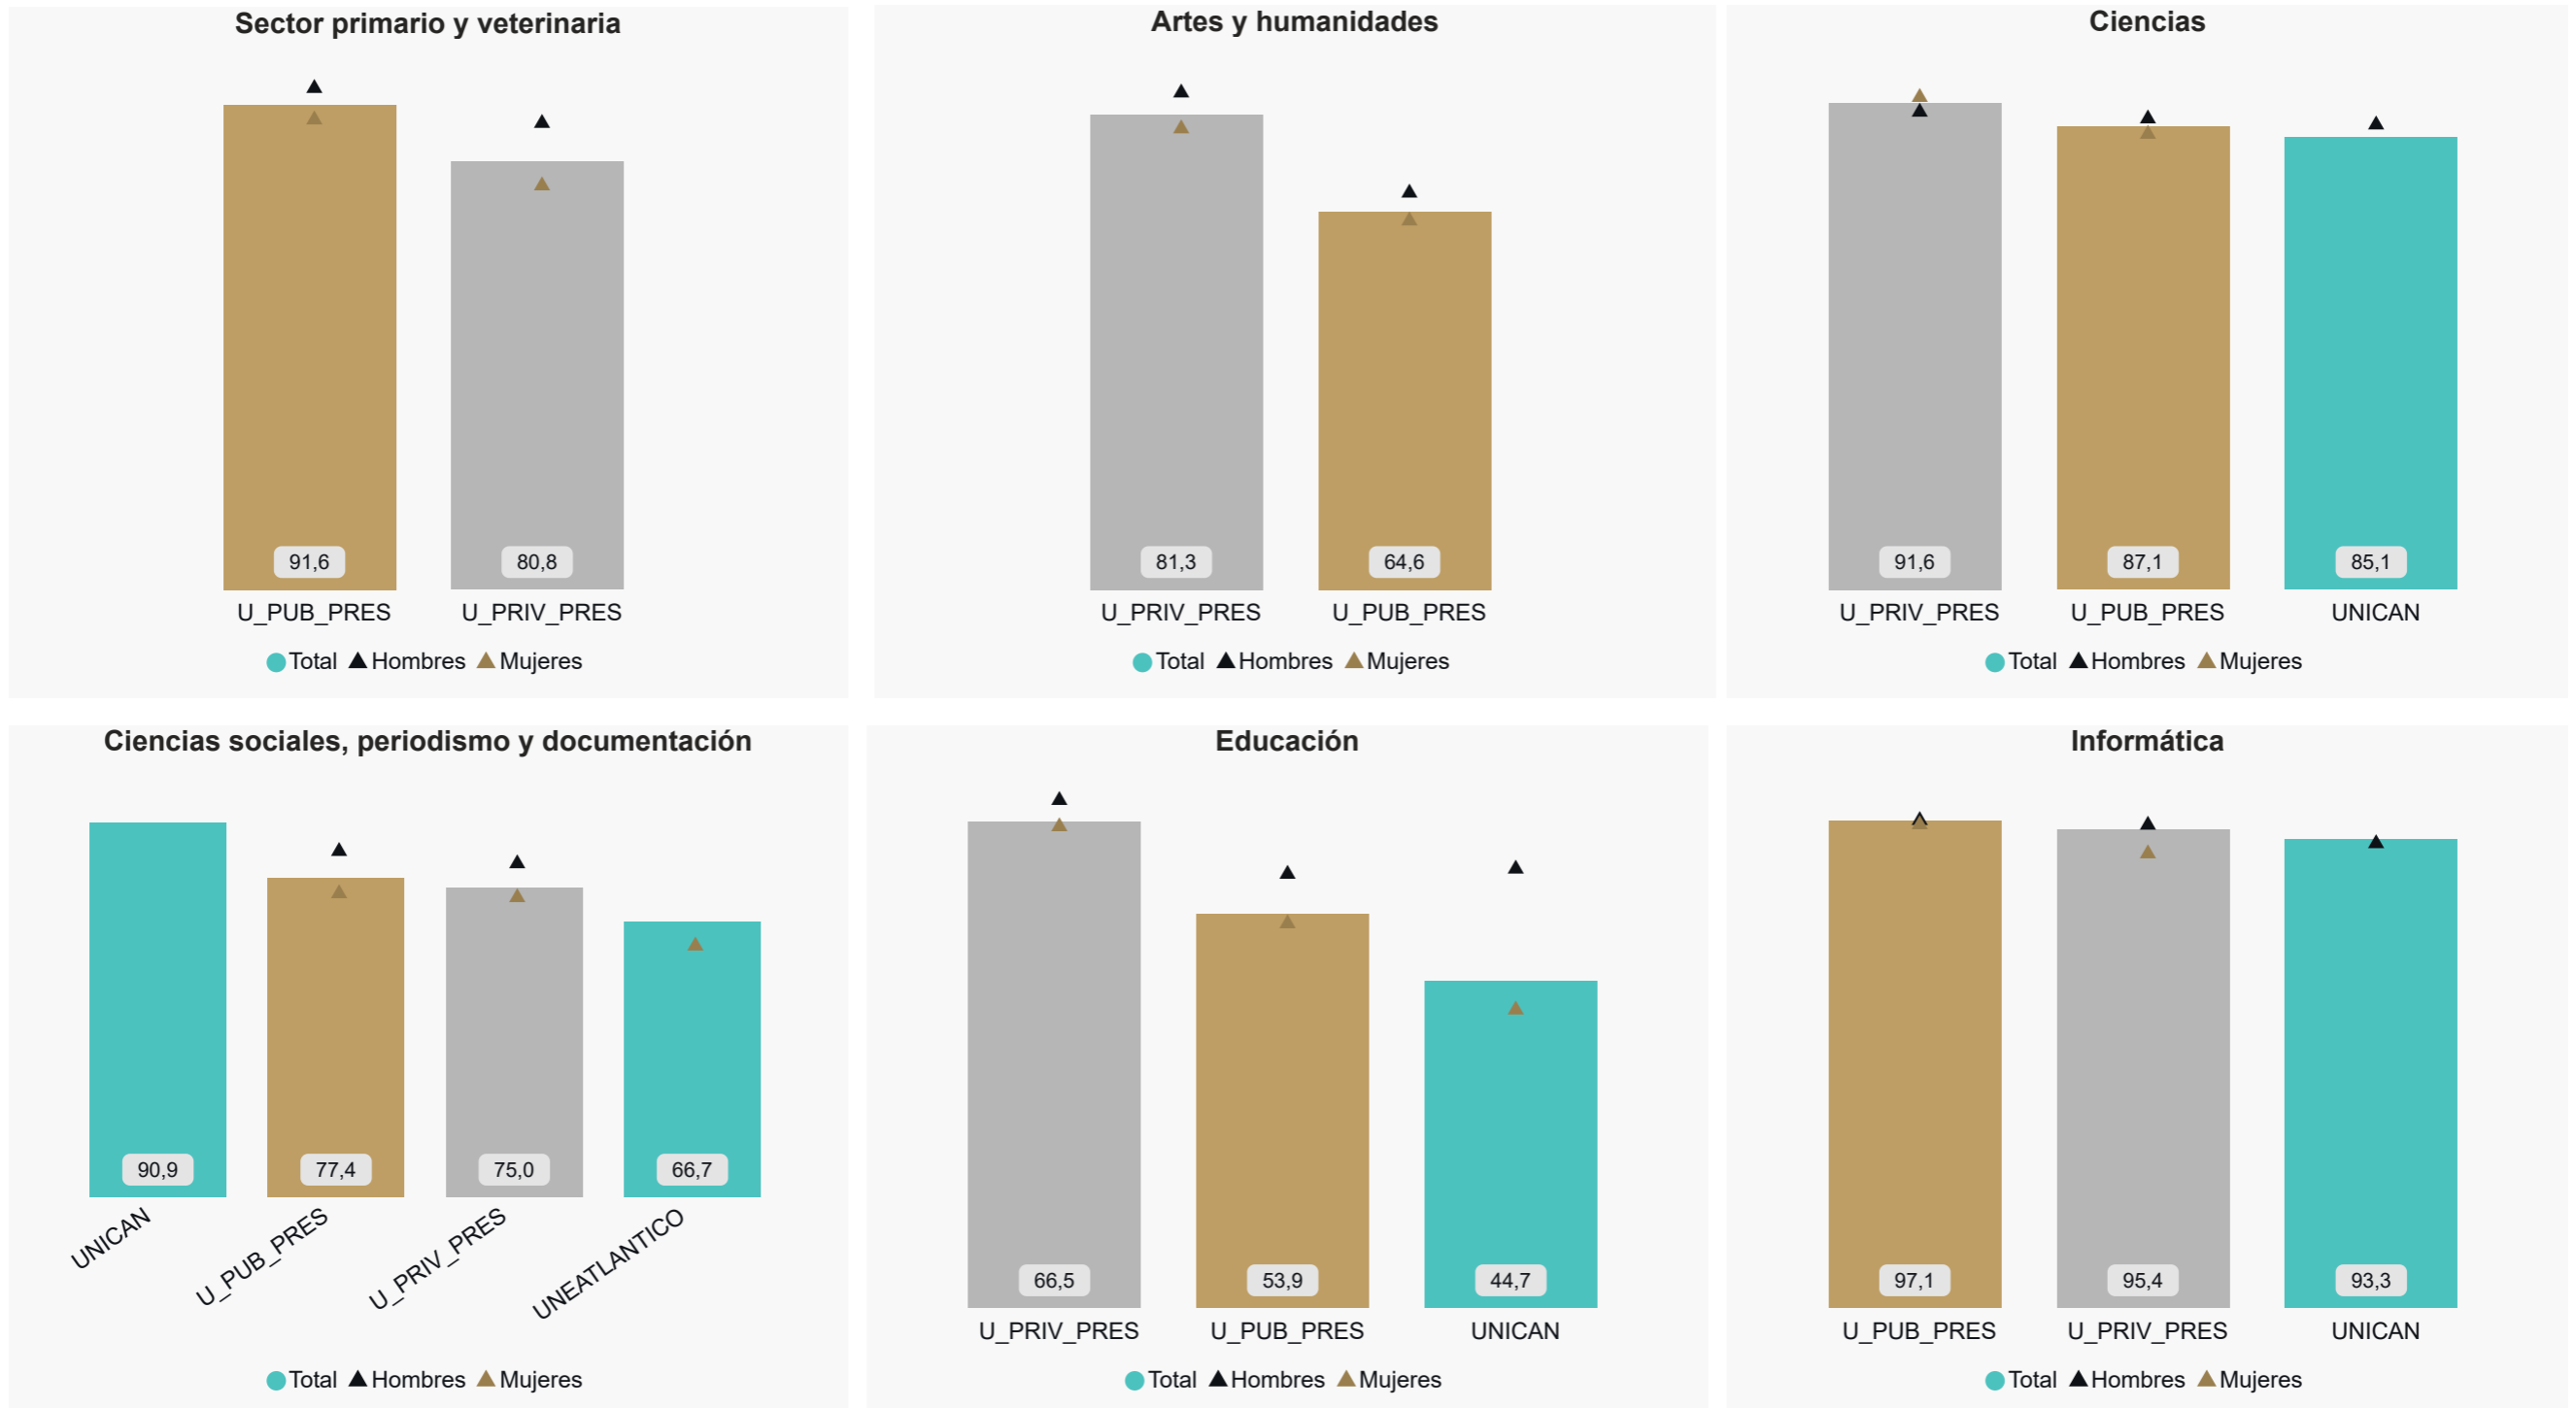 Sector primario y veterinaria
91,6 80,8
U_PUB_PRES U_PRIV_PRES
Total Hombres Mujeres
Artes y humanidades
81,3 64,6
U_PRIV_PRES U_PUB_PRES
Total Hombres Mujeres
Ciencias
91,6 87,1 85,1
U_PRIV_PRES U_PUB_PRES UNICAN
Total Hombres Mujeres
Ciencias sociales, periodismo y documentación
90,9 77,4 75,0 66,7
UNICAN U_PUB_PRES U_PRIV_PRES UNEATLANTICO
Total Hombres Mujeres
Educación
66,5 53,9 44,7
U_PRIV_PRES U_PUB_PRES UNICAN
Total Hombres Mujeres
Informática
97,1 95,4 93,3
U_PUB_PRES U_PRIV_PRES UNICAN
Total Hombres Mujeres